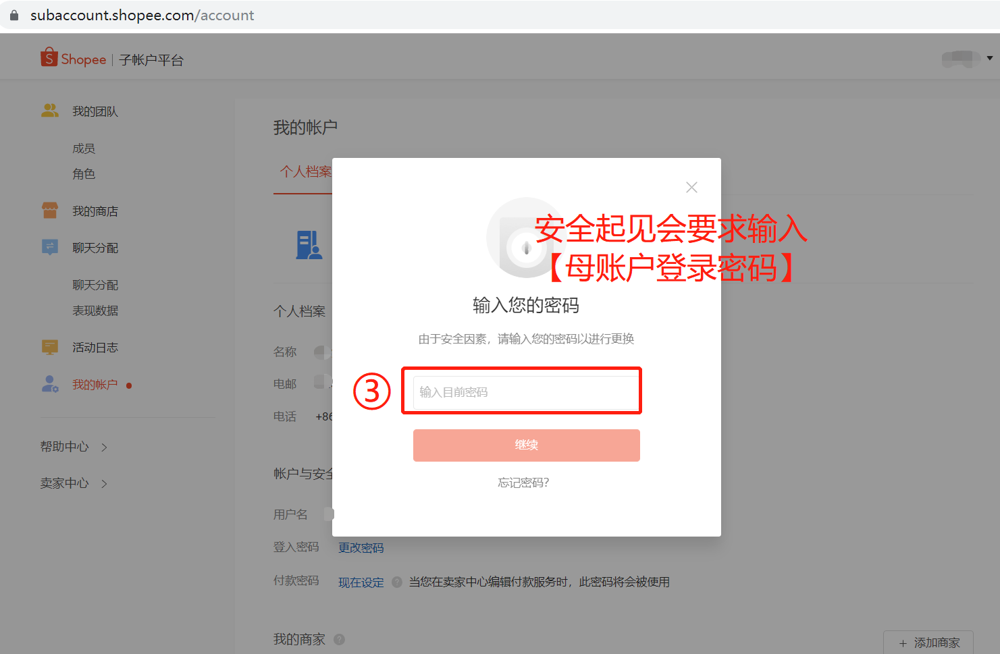 subaccount.shopee.com/account
Shopee | 子帐户平台
我的团队
成员
角色
我的商店
聊天分配
聊天分配
表现数据
活动日志
我的帐户
帮助中心
卖家中心
我的帐户
个人档案
个人档案
名称
电邮
电话 +86
帐户与安全
用户名
登入密码 更改密码
付款密码 现在设定 ? 当您在卖家中心编辑付款服务时，此密码将会被使用
我的商家 ?
+ 添加商家
安全起见会要求输入
【母账户登录密码】
输入您的密码
由于安全因素，请输入您的密码以进行更换
③
输入目前密码
继续
忘记密码?